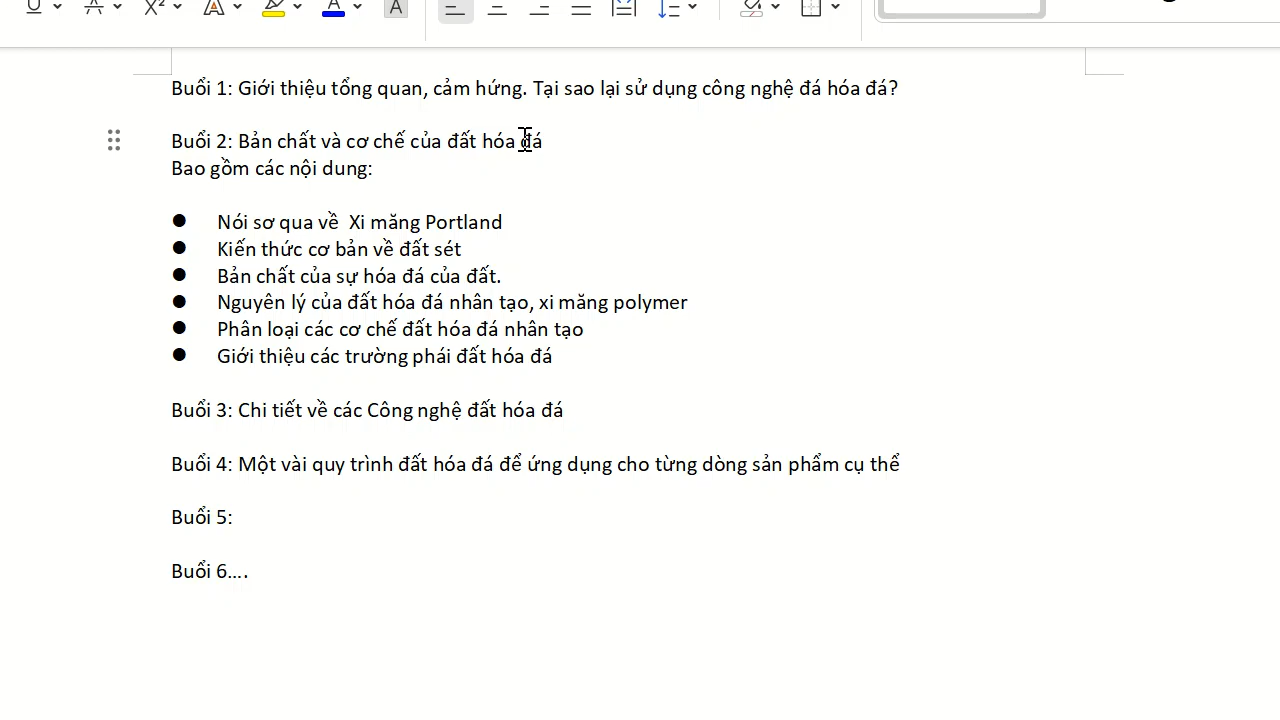 Buổi 1: Giới thiệu tổng quan, cảm hứng. Tại sao lại sử dụng công nghệ đá hóa đá?
Buổi 2: Bản chất và cơ chế của đất hóa đá
Bao gồm các nội dung:
● Nói sơ qua về  Xi măng Portland
● Kiến thức cơ bản về đất sét
● Bản chất của sự hóa đá của đất.
● Nguyên lý của đất hóa đá nhân tạo, xi măng polymer
● Phân loại các cơ chế đất hóa đá nhân tạo
● Giới thiệu các trường phái đất hóa đá
Buổi 3: Chi tiết về các Công nghệ đất hóa đá
Buổi 4: Một vài quy trình đất hóa đá để ứng dụng cho từng dòng sản phẩm cụ thể
Buổi 5:
Buổi 6....